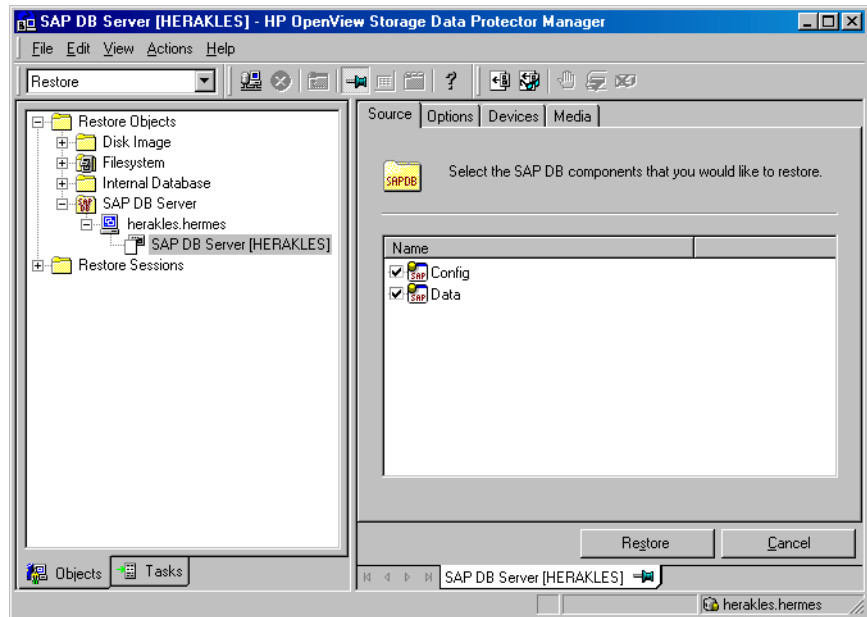 SAP DB Server [HERAKLES] - HP OpenView Storage Data Protector Manager
File Edit View Actions Help
Restore
Restore Objects
Disk Image
Filesystem
Internal Database
SAP DB Server
herakles.hermes
SAP DB Server [HERAKLES]
Restore Sessions
Objects Tasks
Source Options Devices Media
SAPDB
Select the SAP DB components that you would like to restore.
Name
SAP Config
SAP Data
Restore Cancel
SAP DB Server [HERAKLES]
herakles.hermes